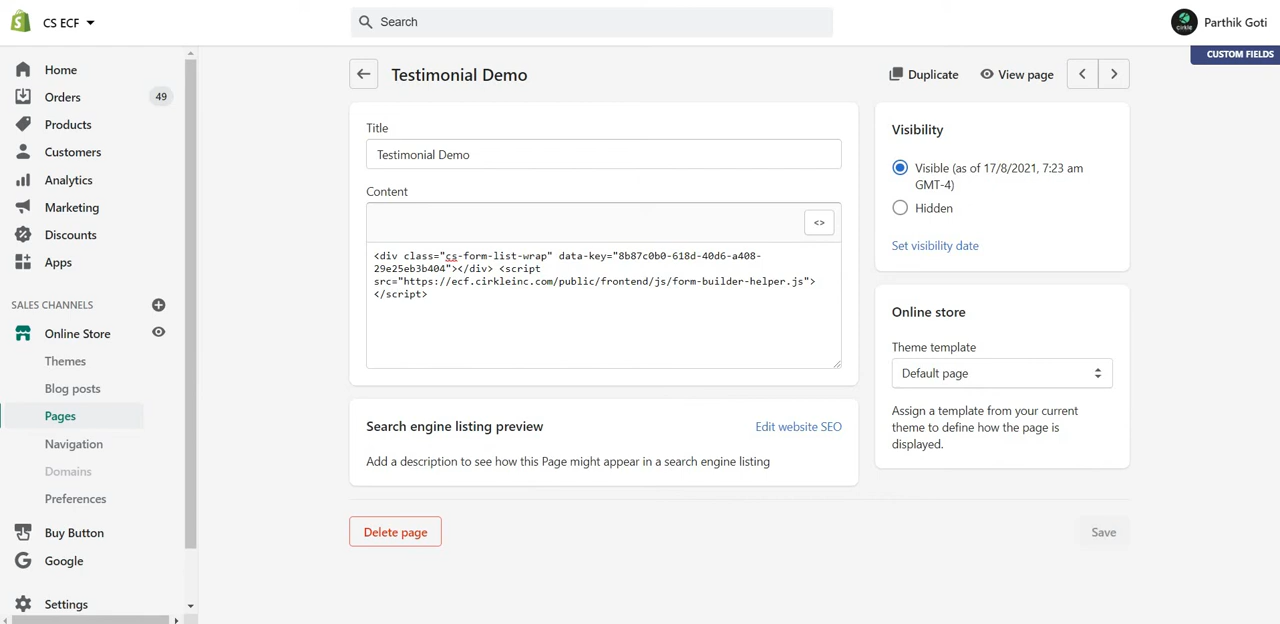 CS ECF
Search
Parthik Goti
CUSTOM FIELDS
Home
Orders
49
Products
Customers
Analytics
Marketing
Discounts
Apps
SALES CHANNELS
Online Store
Themes
Blog posts
Pages
Navigation
Domains
Preferences
Buy Button
Google
Settings
Testimonial Demo
Duplicate
View page
Title
Testimonial Demo
Content
<>
<div class="cs-form-list-wrap" data-key="8b87c0b0-618d-40d6-a408-
29e25eb3b404"></div> <script
src="https://ecf.cirkleinc.com/public/frontend/js/form-builder-helper.js">
</script>
Search engine listing preview
Edit website SEO
Add a description to see how this Page might appear in a search engine listing
Delete page
Visibility
Visible (as of 17/8/2021, 7:23 am
GMT-4)
Hidden
Set visibility date
Online store
Theme template
Default page
Assign a template from your current
theme to define how the page is
displayed.
Save